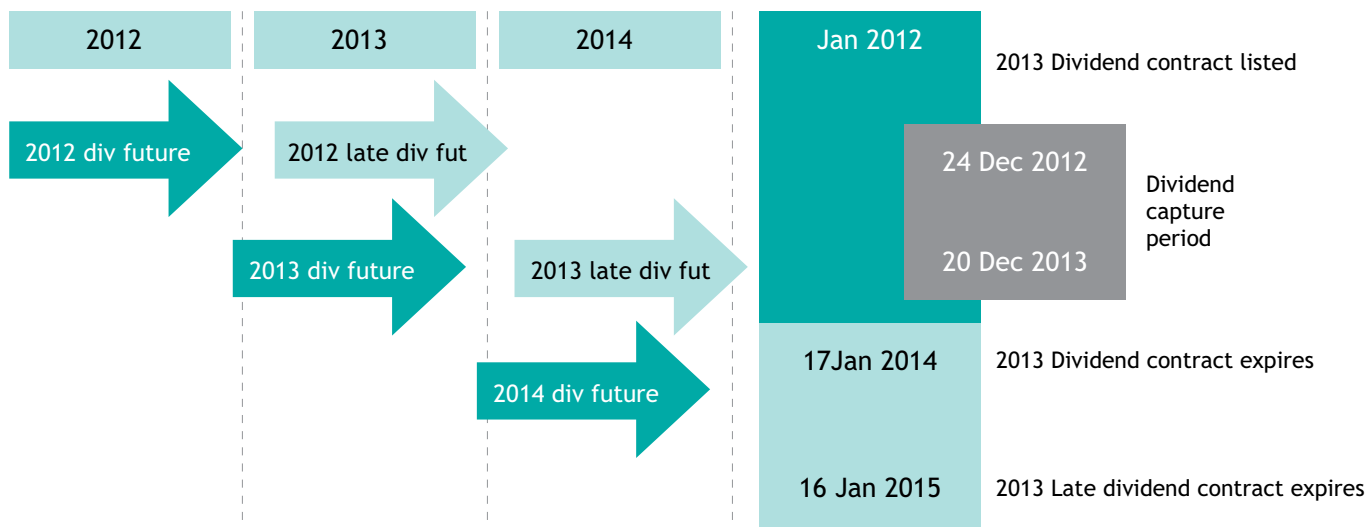 2012
2013
2014
2012 div future
2012 late div fut
2013 div future
2013 late div fut
2014 div future
Jan 2012
2013 Dividend contract listed
24 Dec 2012
20 Dec 2013
Dividend
capture
period
17Jan 2014
2013 Dividend contract expires
16 Jan 2015
2013 Late dividend contract expires